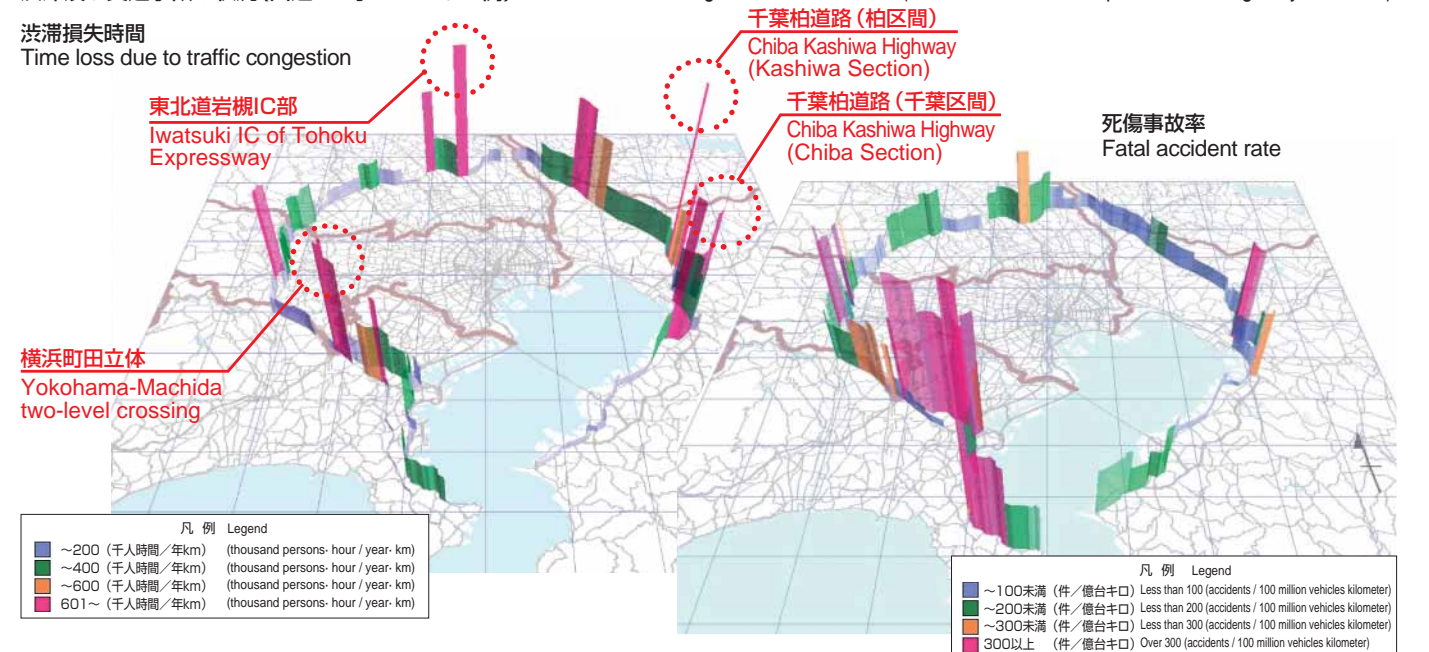 渋滞損失時間
Time loss due to traffic congestion
千葉柏道路(柏区間)
Chiba Kashiwa Highway
(Kashiwa Section)
東北道岩槻IC部
Iwatsuki IC of Tohoku
Expressway
千葉柏道路(千葉区間)
Chiba Kashiwa Highway
(Chiba Section)
死傷事故率
Fatal accident rate
横浜町田立体
Yokohama-Machida
two-level crossing
凡 例 Legend
～200(千人時間／年km) (thousand persons· hour / year· km)
～400(千人時間／年km) (thousand persons· hour / year· km)
～600(千人時間／年km) (thousand persons· hour / year· km)
601～(千人時間／年km) (thousand persons· hour / year· km)
凡 例 Legend
～100未満(件／億台キロ) Less than 100 (accidents / 100 million vehicles kilometer)
～200未満(件／億台キロ) Less than 200 (accidents / 100 million vehicles kilometer)
～300未満(件／億台キロ) Less than 300 (accidents / 100 million vehicles kilometer)
300以上 (件／億台キロ) Over 300 (accidents / 100 million vehicles kilometer)